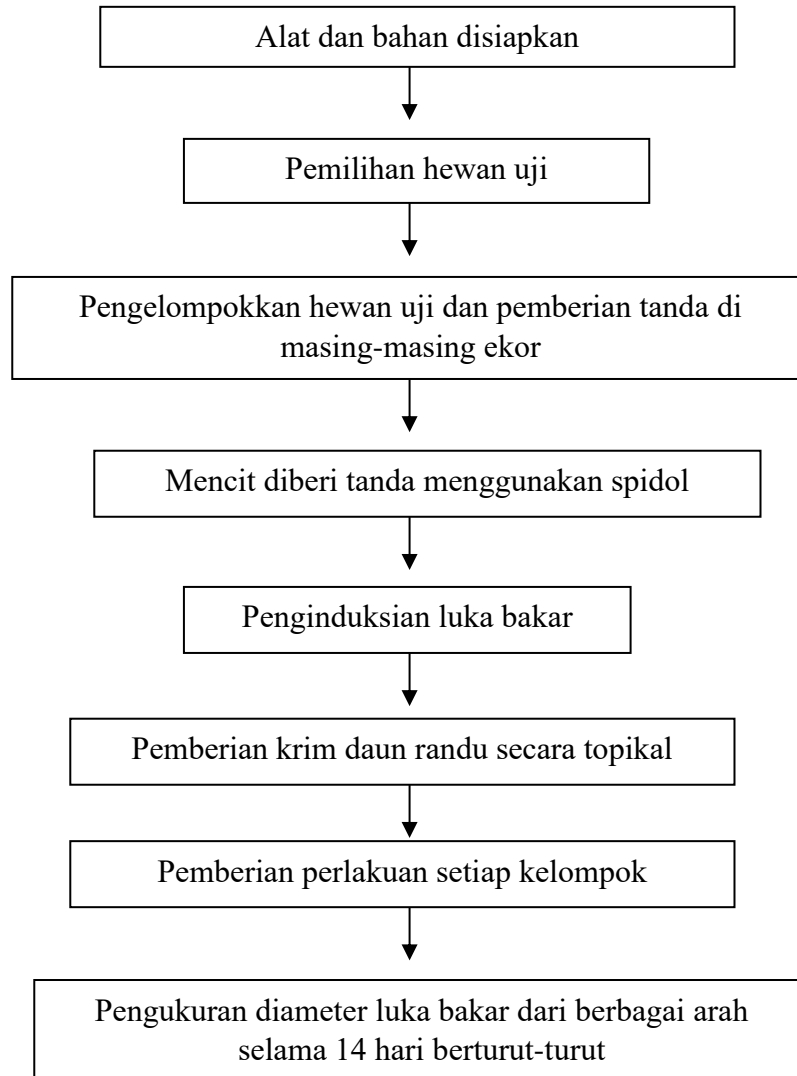 Alat dan bahan disiapkan
Pemilihan hewan uji
Pengelompokkan hewan uji dan pemberian tanda di
masing-masing ekor
Mencit diberi tanda menggunakan spidol
Penginduksian luka bakar
Pemberian krim daun randu secara topikal
Pemberian perlakuan setiap kelompok
Pengukuran diameter luka bakar dari berbagai arah
selama 14 hari berturut-turut